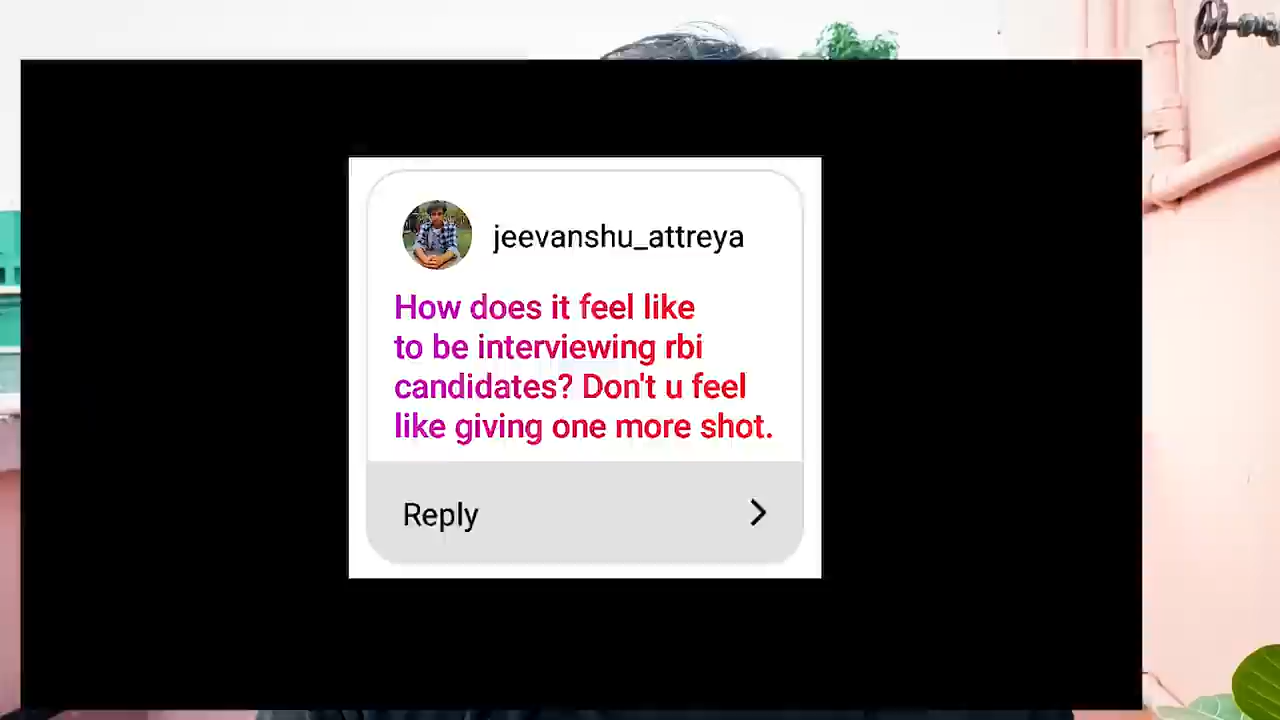 jeevanshu_attreya
How does it feel like
to be interviewing rbi
candidates? Don't u feel
like giving one more shot.
Reply